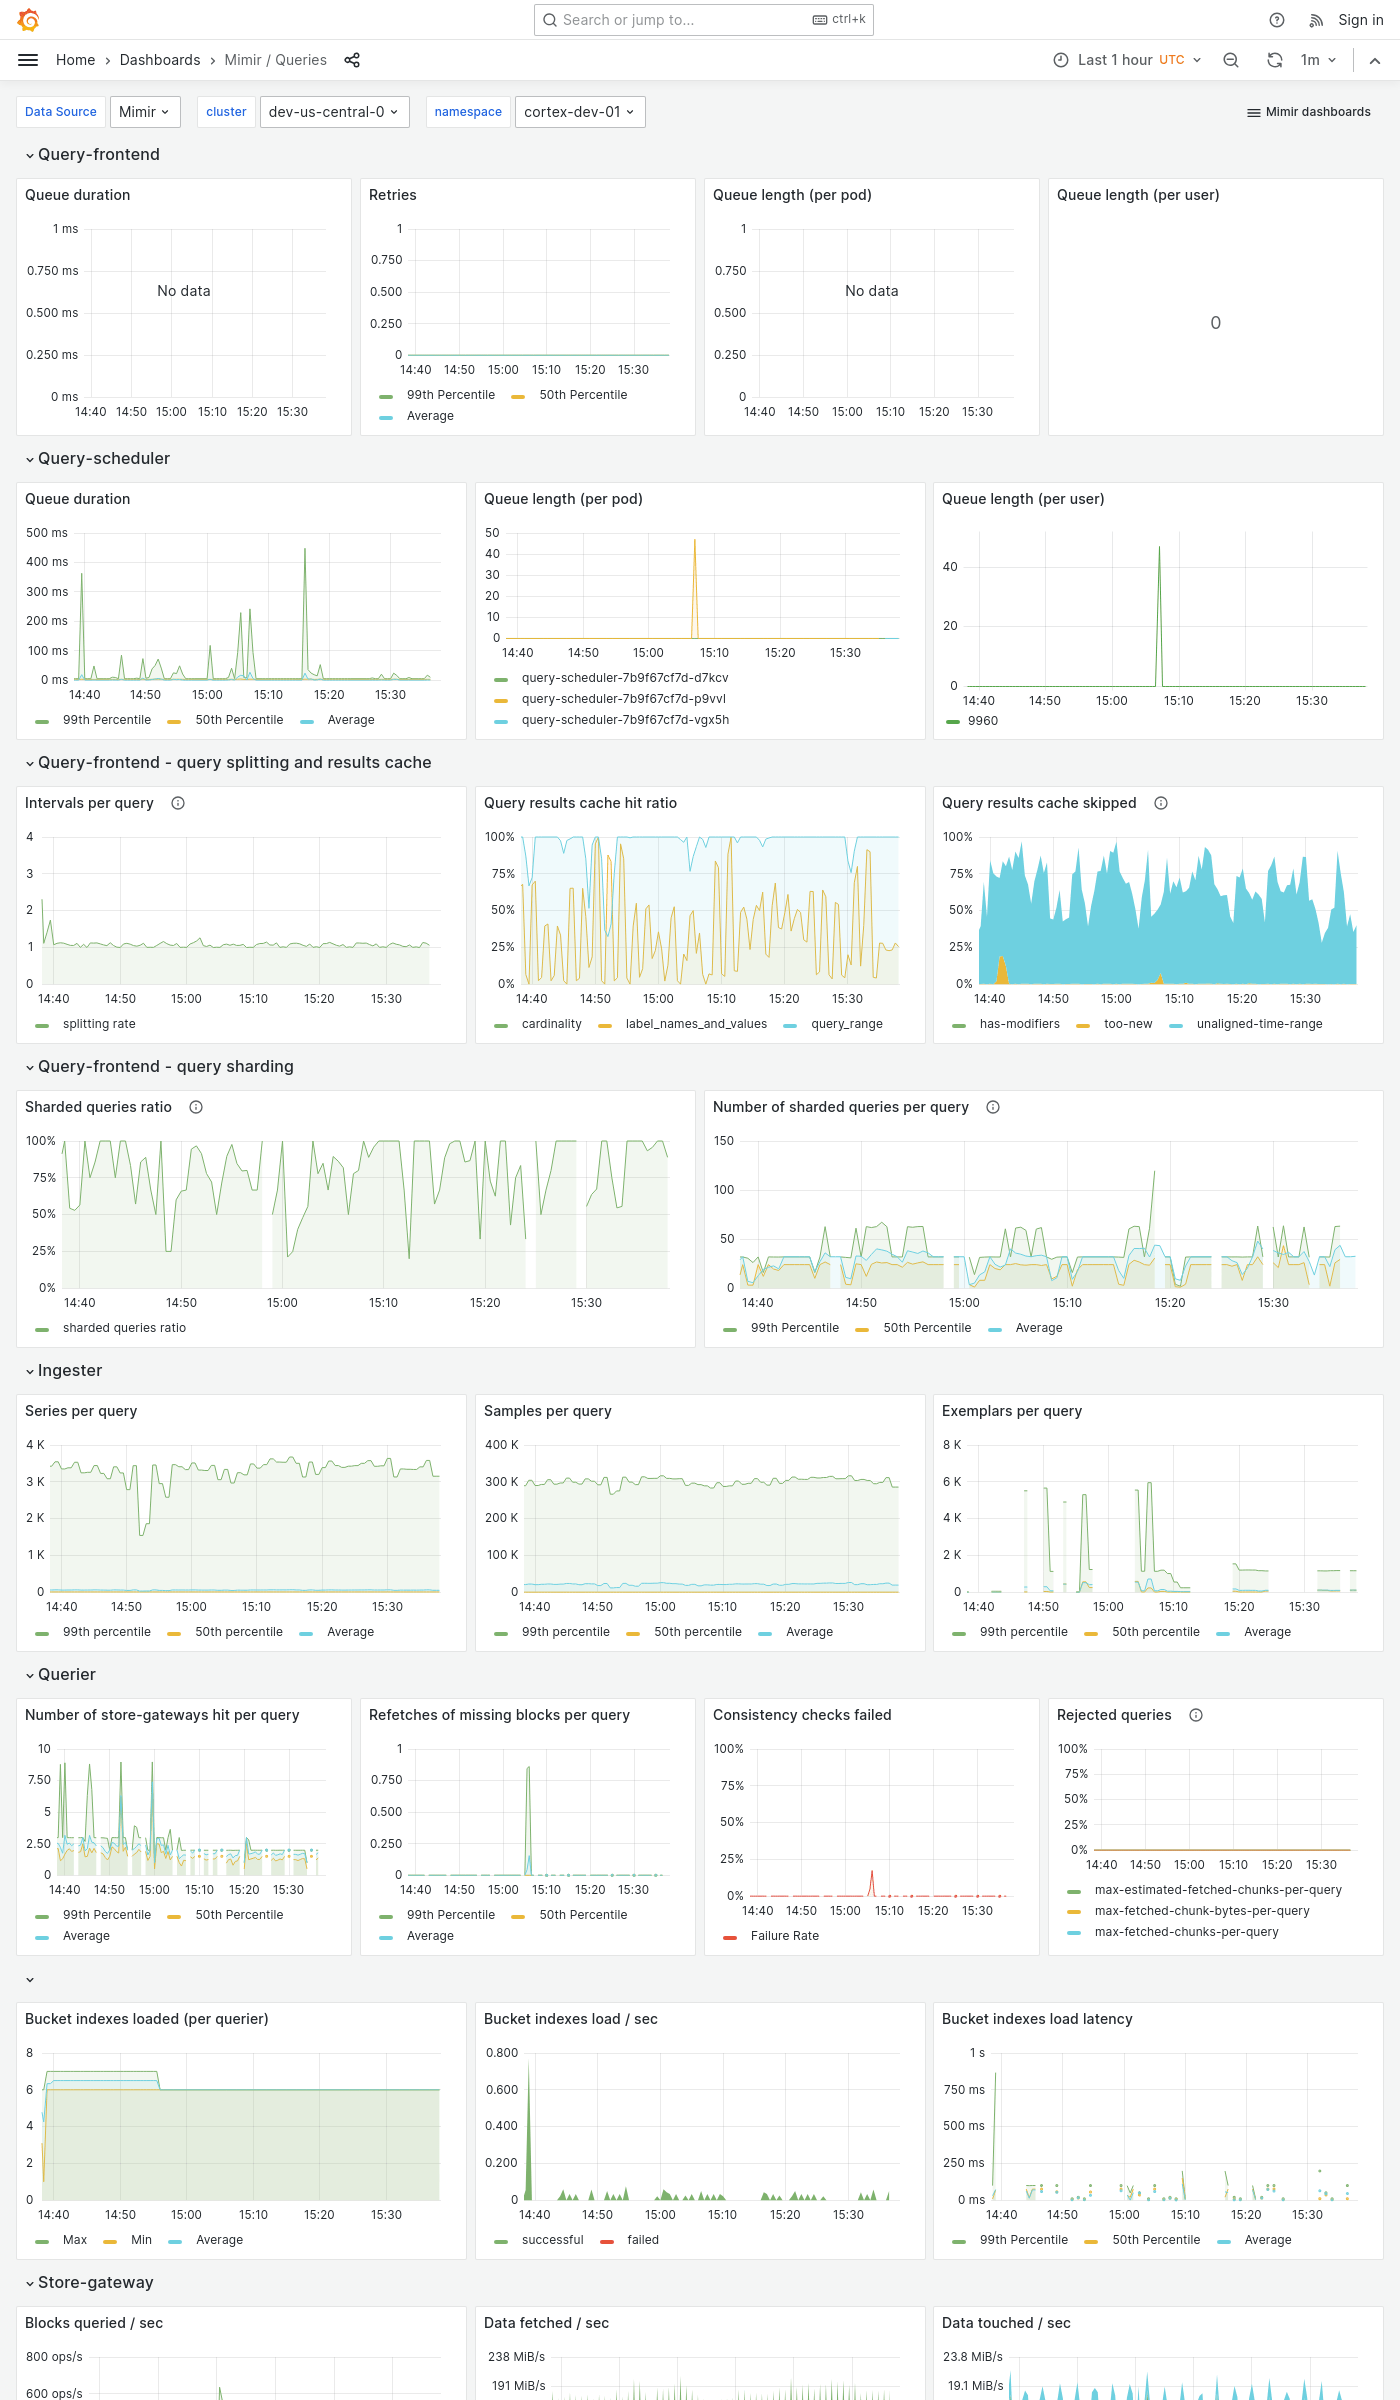 Search or jump to...
ctrl+k
Sign in
Home
Dashboards
Mimir / Queries
Last 1 hour UTC
1m
Data Source
Mimir
cluster
dev-us-central-0
namespace
cortex-dev-01
Mimir dashboards
Query-frontend
Queue duration
1 ms
0.750 ms
0.500 ms
0.250 ms
0 ms
No data
14:40 14:50 15:00 15:10 15:20 15:30
Retries
1
0.750
0.500
0.250
0
14:40 14:50 15:00 15:10 15:20 15:30
99th Percentile 50th Percentile
Average
Queue length (per pod)
1
0.750
0.500
0.250
0
No data
14:40 14:50 15:00 15:10 15:20 15:30
Queue length (per user)
0
Query-scheduler
Queue duration
500 ms
400 ms
300 ms
200 ms
100 ms
0 ms
14:40 14:50 15:00 15:10 15:20 15:30
99th Percentile 50th Percentile Average
Queue length (per pod)
50
40
30
20
10
0
14:40 14:50 15:00 15:10 15:20 15:30
query-scheduler-7b9f67cf7d-d7kcv
query-scheduler-7b9f67cf7d-p9vvl
query-scheduler-7b9f67cf7d-vgx5h
Queue length (per user)
40
20
0
14:40 14:50 15:00 15:10 15:20 15:30
9960
Query-frontend - query splitting and results cache
Intervals per query
4
3
2
1
0
14:40 14:50 15:00 15:10 15:20 15:30
splitting rate
Query results cache hit ratio
100%
75%
50%
25%
0%
14:40 14:50 15:00 15:10 15:20 15:30
cardinality label_names_and_values query_range
Query results cache skipped
100%
75%
50%
25%
0%
14:40 14:50 15:00 15:10 15:20 15:30
has-modifiers too-new unaligned-time-range
Query-frontend - query sharding
Sharded queries ratio
100%
75%
50%
25%
0%
14:40 14:50 15:00 15:10 15:20 15:30
sharded queries ratio
Number of sharded queries per query
150
100
50
0
14:40 14:50 15:00 15:10 15:20 15:30
99th Percentile 50th Percentile Average
Ingester
Series per query
4 K
3 K
2 K
1 K
0
14:40 14:50 15:00 15:10 15:20 15:30
99th percentile 50th percentile Average
Samples per query
400 K
300 K
200 K
100 K
0
14:40 14:50 15:00 15:10 15:20 15:30
99th percentile 50th percentile Average
Exemplars per query
8 K
6 K
4 K
2 K
0
14:40 14:50 15:00 15:10 15:20 15:30
99th percentile 50th percentile Average
Querier
Number of store-gateways hit per query
10
7.50
5
2.50
0
14:40 14:50 15:00 15:10 15:20 15:30
99th Percentile 50th Percentile
Average
Refetches of missing blocks per query
1
0.750
0.500
0.250
0
14:40 14:50 15:00 15:10 15:20 15:30
99th Percentile 50th Percentile
Average
Consistency checks failed
100%
75%
50%
25%
0%
14:40 14:50 15:00 15:10 15:20 15:30
Failure Rate
Rejected queries
100%
75%
50%
25%
0%
14:40 14:50 15:00 15:10 15:20 15:30
max-estimated-fetched-chunks-per-query
max-fetched-chunk-bytes-per-query
max-fetched-chunks-per-query
Bucket indexes loaded (per querier)
8
6
4
2
0
14:40 14:50 15:00 15:10 15:20 15:30
Max Min Average
Bucket indexes load / sec
0.800
0.600
0.400
0.200
0
14:40 14:50 15:00 15:10 15:20 15:30
successful failed
Bucket indexes load latency
1 s
750 ms
500 ms
250 ms
0 ms
14:40 14:50 15:00 15:10 15:20 15:30
99th Percentile 50th Percentile Average
Store-gateway
Blocks queried / sec
800 ops/s
600 ops/s
Data fetched / sec
238 MiB/s
191 MiB/s
Data touched / sec
23.8 MiB/s
19.1 MiB/s